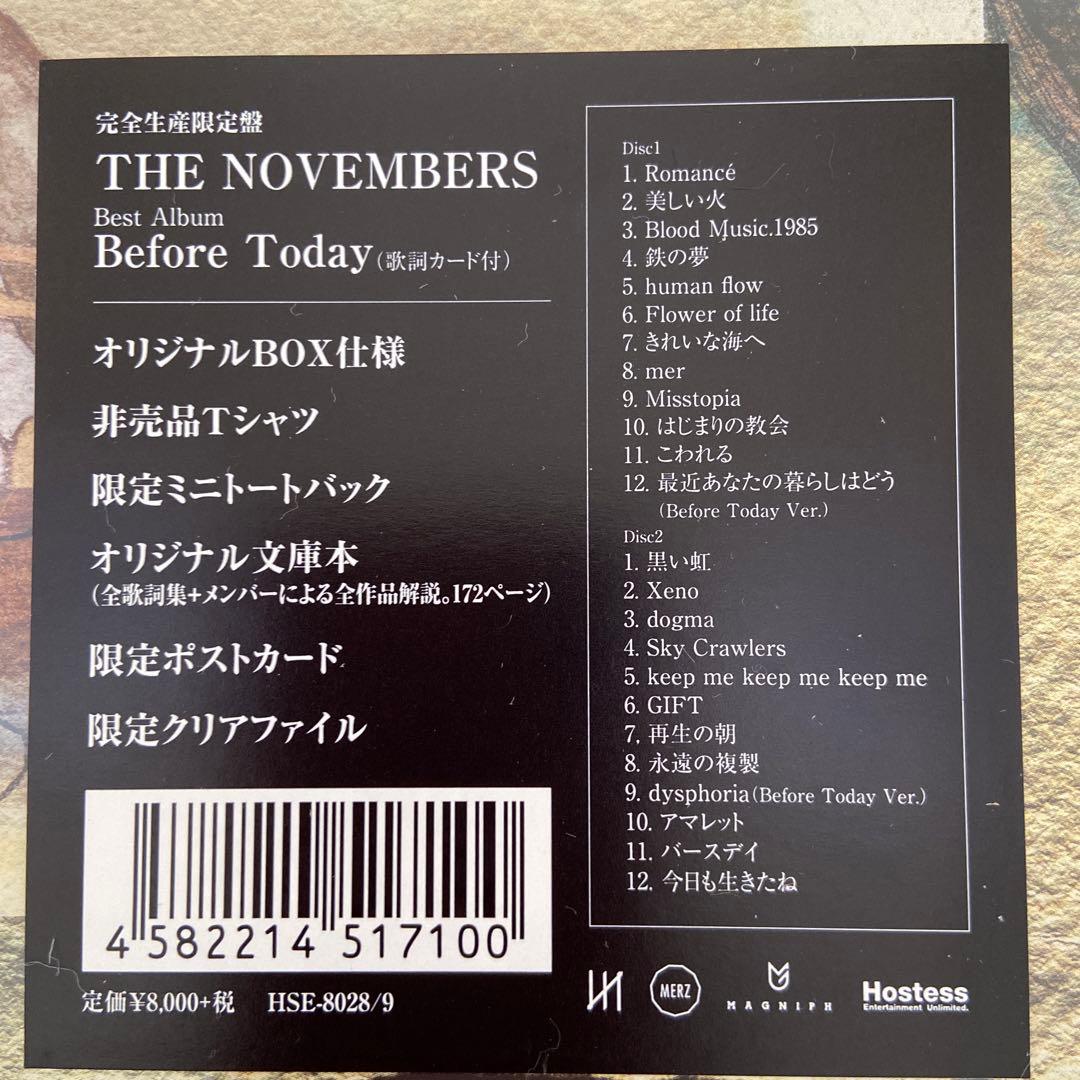 完全生産限定盤
THE NOVEMBERS
Best Album
Before Today(歌詞カード付)
オリジナルBOX仕様
非売品Tシャツ
限定ミニトートバック
オリジナル文庫本
(全歌詞集+メンバーによる全作品解説。172ページ)
限定ポストカード
限定クリアファイル
4 582214 517100
定価¥8,000+税 HSE-8028/9
Disc1
1. Romancé
2. 美しい火
3. Blood Music.1985
4. 鉄の夢
5. human flow
6. Flower of life
7. きれいな海へ
8. mer
9. Misstopia
10. はじまりの教会
11. こわれる
12. 最近あなたの暮らしはどう
(Before Today Ver.)
Disc2
1. 黒い虹
2. Xeno
3. dogma
4. Sky Crawlers
5. keep me keep me keep me
6. GIFT
7. 再生の朝
8. 永遠の複製
9. dysphoria(Before Today Ver.)
10. アマレット
11. バースデイ
12. 今日も生きたね
MERZ
MAGNIPH
Hostess
Entertainment Unlimited.